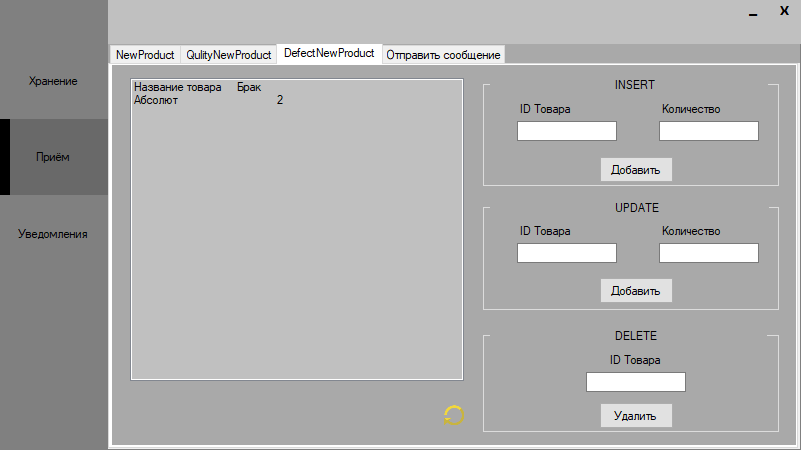 X
NewProduct QulityNewProduct DefectNewProduct Отправить сообщение
Хранение
Приём
Уведомления
Название товара Брак
Абсолют 2
INSERT
ID Товара Количество
Добавить
UPDATE
ID Товара Количество
Добавить
DELETE
ID Товара
Удалить